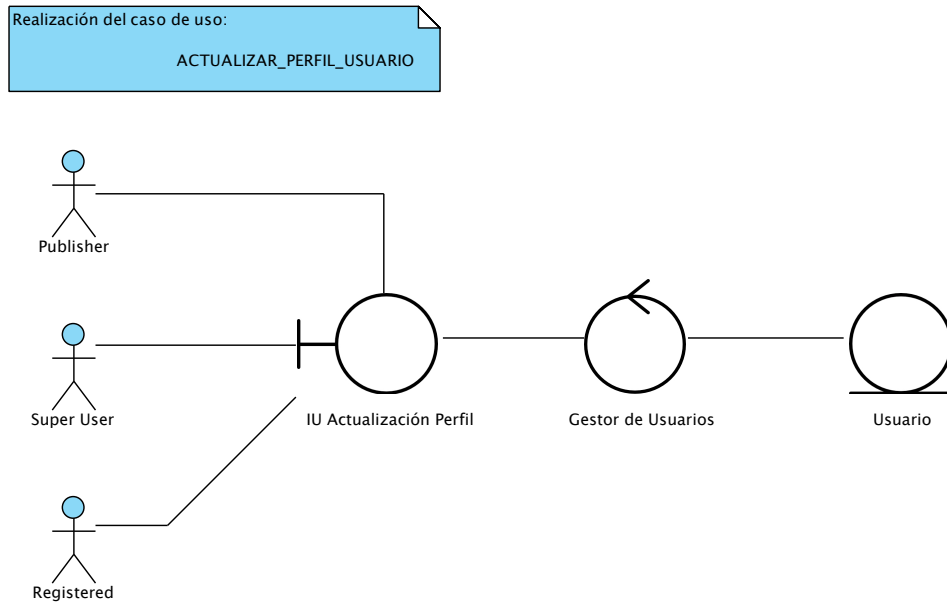 Realización del caso de uso:
ACTUALIZAR_PERFIL_USUARIO
Publisher
Super User
IU Actualización Perfil
Gestor de Usuarios
Usuario
Registered